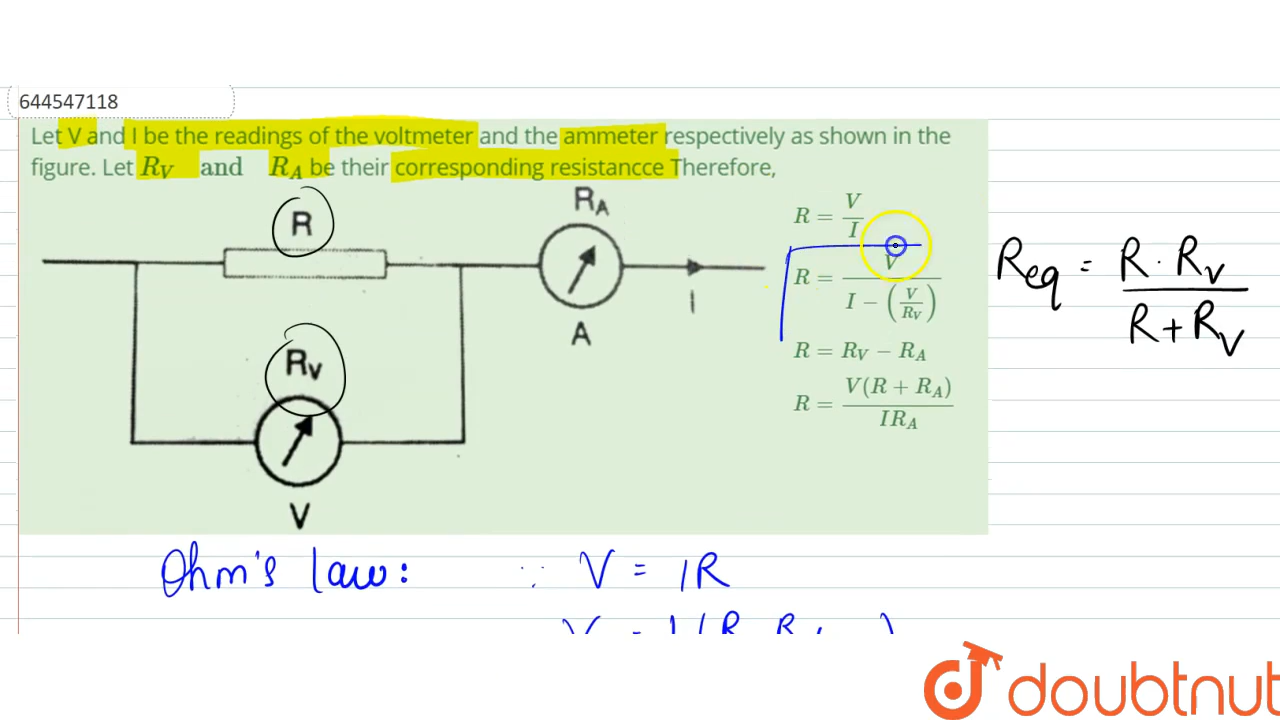 644547118
Let V and I be the readings of the voltmeter and the ammeter respectively as shown in the
figure. Let R_V and R_A be their corresponding resistancce Therefore,
R
R_A
A
I
R_V
V
R = V/I
R = V/(I − (V/R_V))
R = R_V − R_A
R = V(R + R_A)/(IR_A)
Req = R · R_V / (R + R_V)
Ohm's law: ∵ V = IR
doubtnut